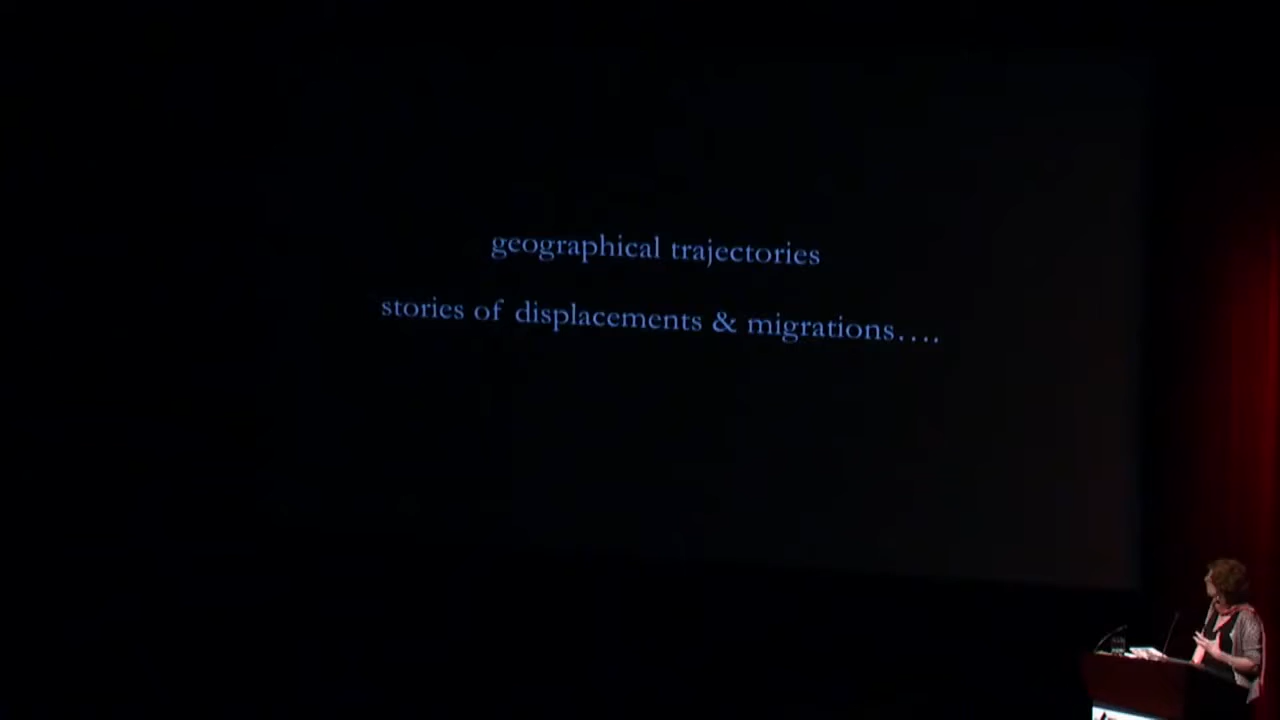 geographical trajectories
stories of displacements & migrations….